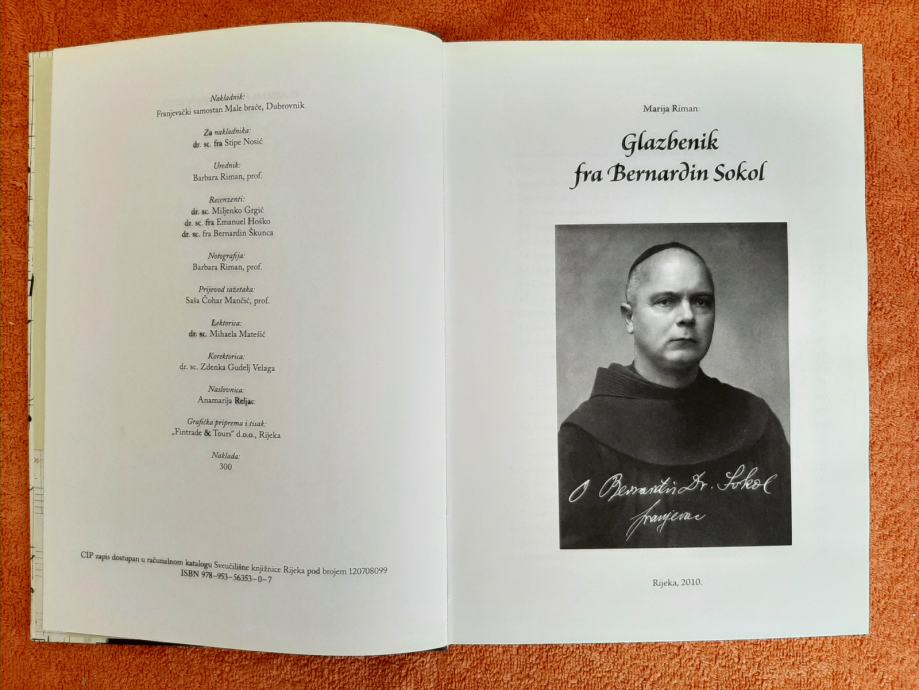 Nakladnik:
Franjevački samostan Male braće, Dubrovnik
Za nakladnika:
dr. sc. fra Stipe Nosić
Urednik:
Barbara Riman, prof.
Recenzenti:
dr. sc. Miljenko Grgić
dr. sc. fra Emanuel Hoško
dr. sc. fra Bernardin Škunca
Notografija:
Barbara Riman, prof.
Prijevod sažetaka:
Saša Čohar Mančić, prof.
Lektorica:
dr. sc. Mihaela Matešić
Korektorica:
dr. sc. Zdenka Gudelj Velaga
Naslovnica:
Anamarija Reljac
Grafička priprema i tisak:
„Fintrade & Tours" d.o.o., Rijeka
Naklada:
300
CIP zapis dostupan u računalnom katalogu Sveučilišne knjižnice Rijeka pod brojem 120708099
ISBN 978-953-56353-0-7
Marija Riman
Glazbenik
fra Bernardin Sokol
O Bernardin Dr. Sokol
franjevac
Rijeka, 2010.